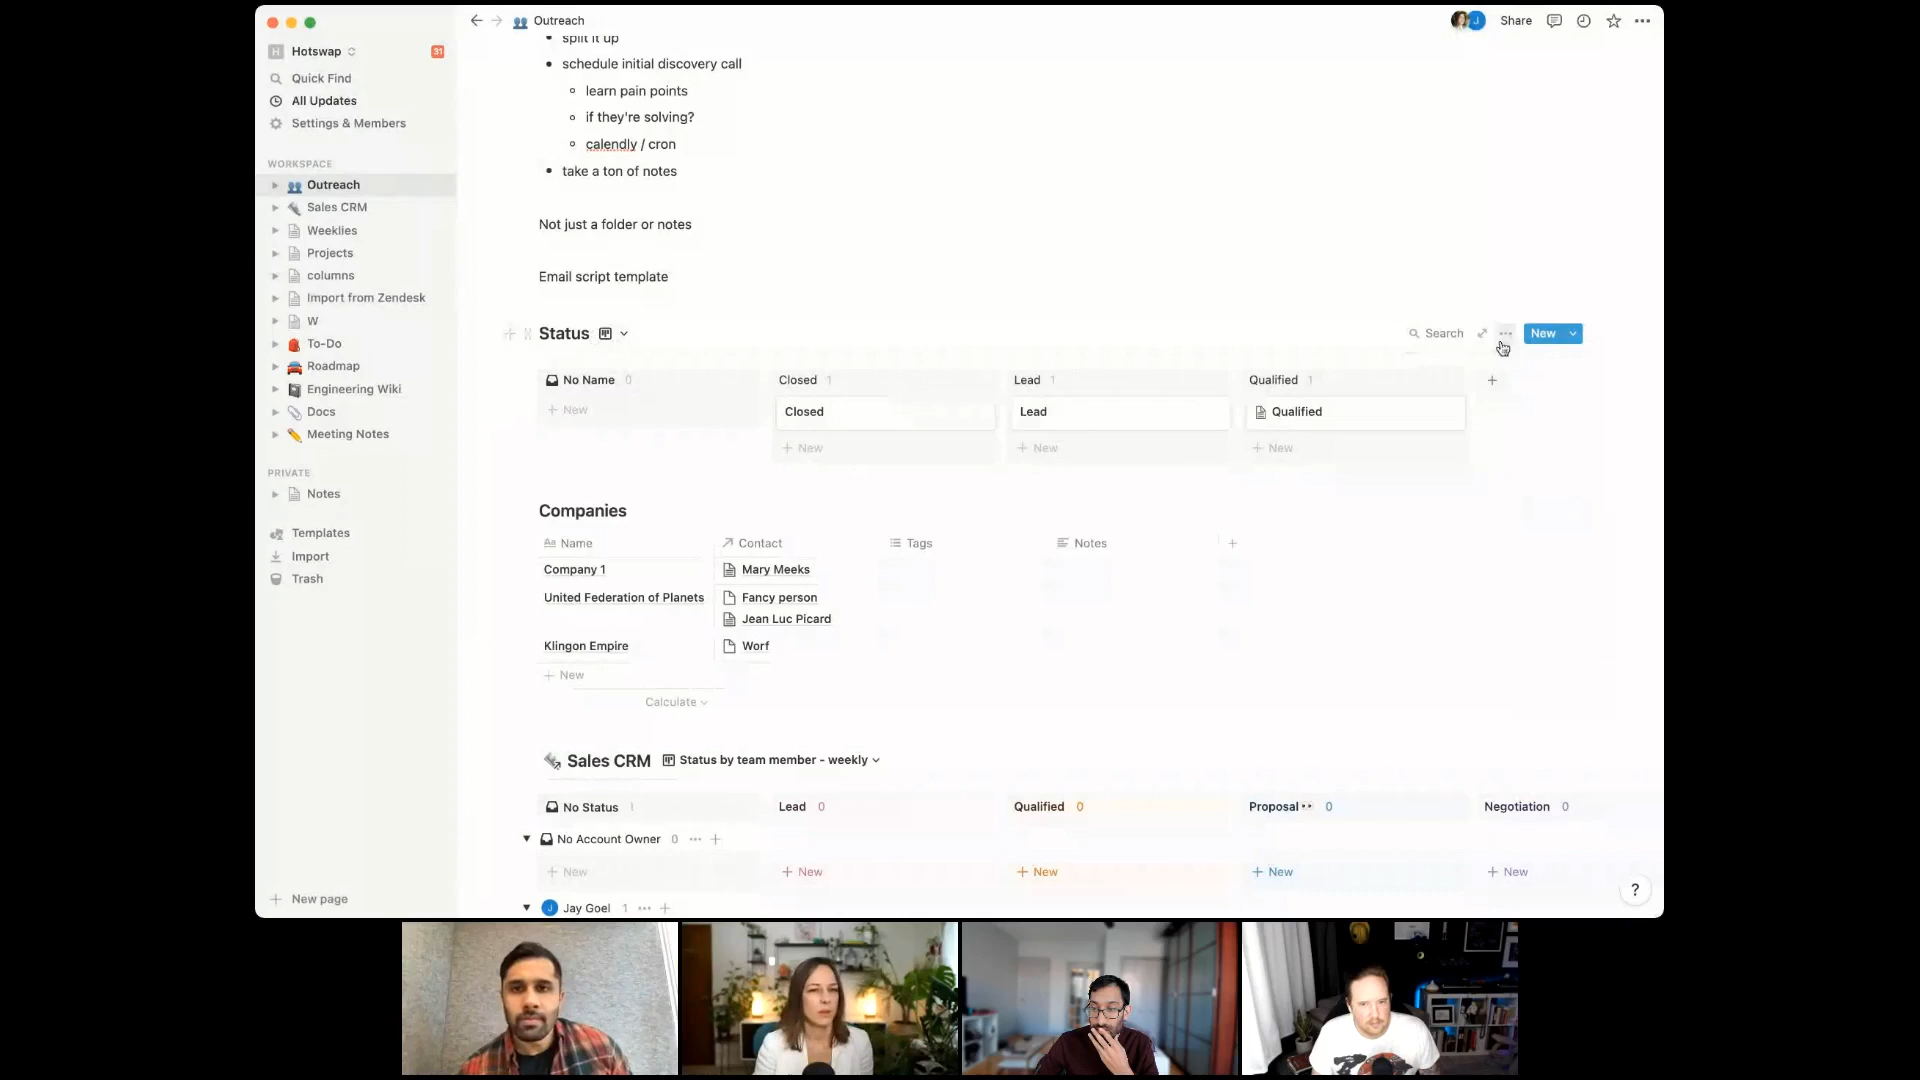 Outreach
J
Share
Hotswap
31
Quick Find
All Updates
Settings & Members
WORKSPACE
Outreach
Sales CRM
Weeklies
Projects
columns
Import from Zendesk
W
To-Do
Roadmap
Engineering Wiki
Docs
Meeting Notes
PRIVATE
Notes
Templates
Import
Trash
New page
split it up
schedule initial discovery call
learn pain points
if they're solving?
calendly / cron
take a ton of notes
Not just a folder or notes
Email script template
Status
Search
New
No Name 0
Closed 1
Lead 1
Qualified 1
+ New
Closed
Lead
Qualified
+ New
+ New
+ New
Companies
Aa Name
Contact
Tags
Notes
Company 1
Mary Meeks
United Federation of Planets
Fancy person
Jean Luc Picard
Klingon Empire
Worf
+ New
Calculate
Sales CRM
Status by team member - weekly
No Status 1
Lead 0
Qualified 0
Proposal 👀 0
Negotiation 0
No Account Owner 0
+ New
+ New
+ New
+ New
+ New
J Jay Goel 1
?